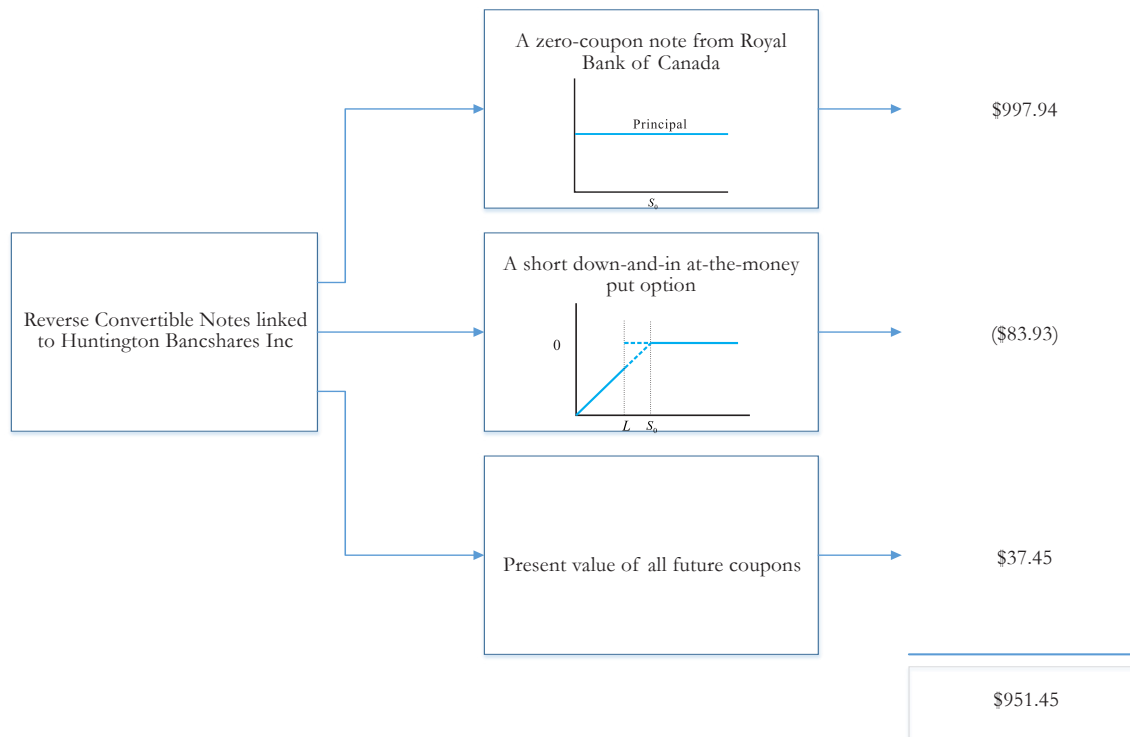 A zero-coupon note from Royal
Bank of Canada
Principal
S₀
$997.94
Reverse Convertible Notes linked
to Huntington Bancshares Inc
A short down-and-in at-the-money
put option
0
L S₀
($83.93)
Present value of all future coupons
$37.45
$951.45